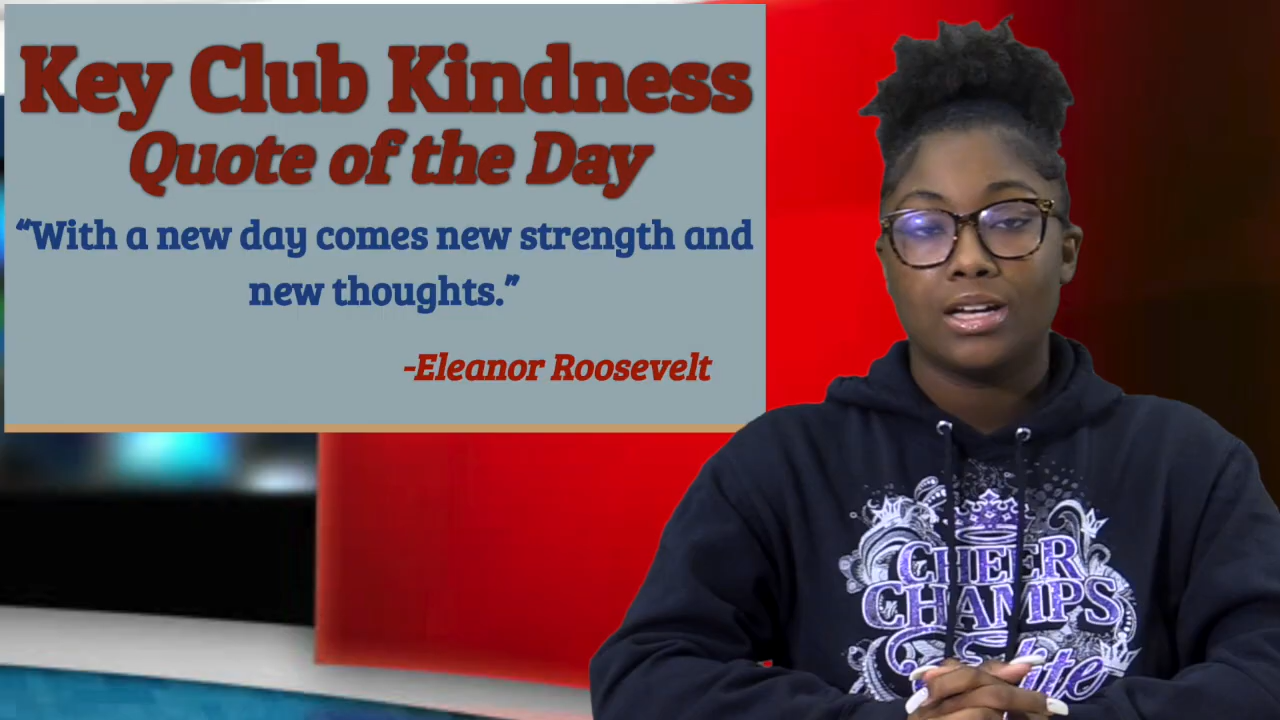 Key Club Kindness
Quote of the Day
“With a new day comes new strength and
new thoughts.”
-Eleanor Roosevelt
CHEER
CHAMPS
Elite